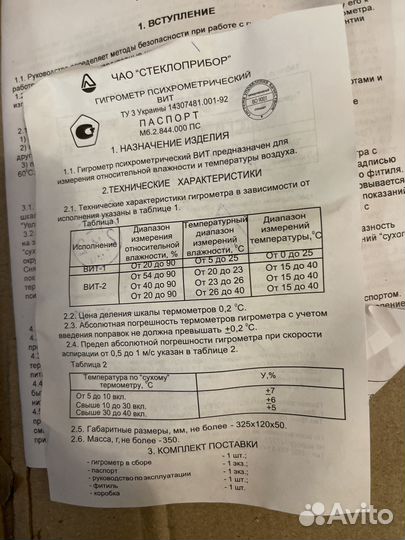 1. ВСТУПЛЕНИЕ
1.1. Руководство определяет методы безопасности при работе с
ЧАО "СТЕКЛОПРИБОР"
ГИГРОМЕТР ПСИХРОМЕТРИЧЕСКИЙ
ВИТ
ТУ 3 Украины 14307481.001-92
ПАСПОРТ
М6.2.844.000 ПС
1. НАЗНАЧЕНИЕ ИЗДЕЛИЯ
1.1. Гигрометр психрометрический ВИТ предназначен для
измерения относительной влажности и температуры воздуха.
2.ТЕХНИЧЕСКИЕ ХАРАКТЕРИСТИКИ
2.1. Технические характеристики гигрометра в зависимости от
исполнения указаны в таблице 1.
Таблица 1
Исполнение Диапазон измерения относительной влажности, % Температурный диапазон измерения влажности, °С Диапазон измерения температуры, °С
ВИТ-1 От 20 до 90 От 5 до 25 От 0 до 25
ВИТ-2 От 54 до 90 От 20 до 23 От 15 до 40
От 40 до 90 От 23 до 26 От 15 до 40
От 20 до 90 От 26 до 40 От 15 до 40
2.2. Цена деления шкалы термометров 0,2 °С.
2.3. Абсолютная погрешность термометров гигрометра с учетом
введения поправок не должна превышать ±0,2 °С.
2.4. Предел абсолютной погрешности гигрометра при скорости
аспирации от 0,5 до 1 м/с указан в таблице 2.
Таблица 2
Температура по "сухому" термометру, °С У,%
От 5 до 10 вкл. ±7
Свыше 10 до 30 вкл. ±6
Свыше 30 до 40 вкл. ±5
2.5. Габаритные размеры, мм, не более - 325х120х50.
2.6. Масса, г, не более - 350.
3. КОМПЛЕКТ ПОСТАВКИ
- гигрометр в сборе - 1 шт.;
- паспорт - 1 экз.;
- руководство по эксплуатации - 1 экз.;
- фитиль - 1 шт.;
- коробка - 1 шт.
Avito